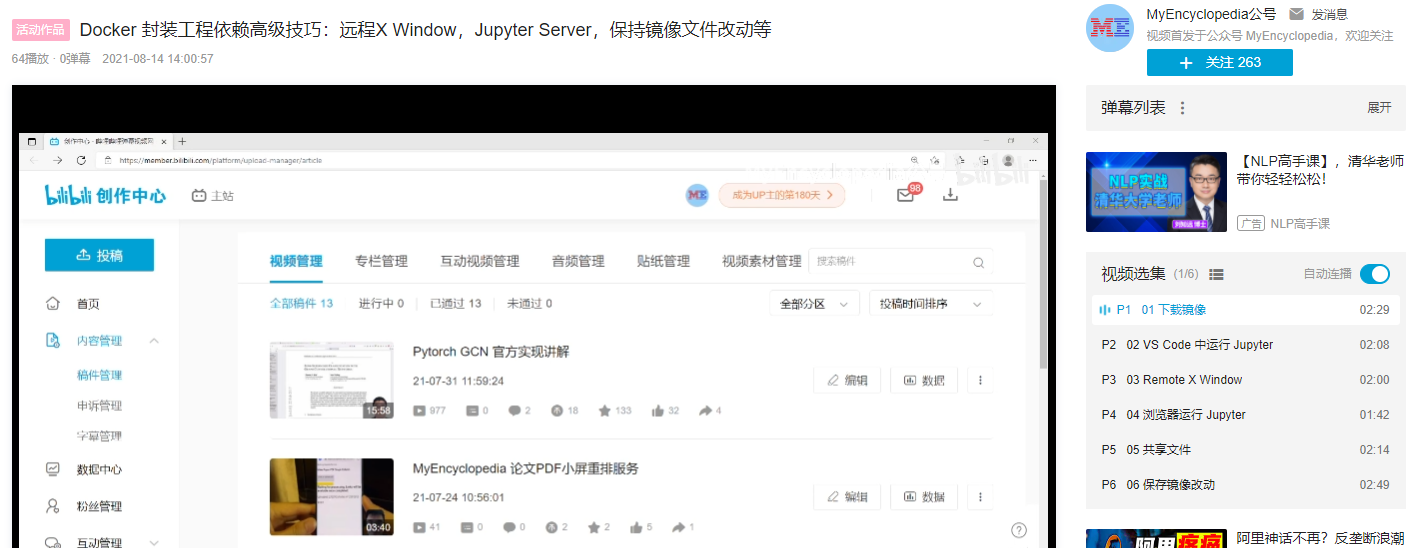 活动作品 Docker 封装工程依赖高级技巧：远程X Window，Jupyter Server，保持镜像文件改动等
64播放 · 0弹幕 2021-08-14 14:00:57
创作中心 - 哔哩哔哩弹幕视频网
https://member.bilibili.com/platform/upload-manager/article
bilibili 创作中心 主站
ME 成为UP主的第180天 98
bilibili
投稿
首页
内容管理
稿件管理
申诉管理
字幕管理
数据中心
粉丝管理
互动管理
视频管理 专栏管理 互动视频管理 音频管理 贴纸管理 视频素材管理 搜索稿件
全部稿件 13 进行中 0 已通过 13 未通过 0 全部分区 投稿时间排序
Pytorch GCN 官方实现讲解
21-07-31 11:59:24 编辑 数据
15:58 977 0 2 18 133 32 4
MyEncyclopedia 论文PDF小屏重排服务
21-07-24 10:56:01 编辑 数据
03:40 41 0 0 2 2 5 1
ME MyEncyclopedia公号 发消息
视频首发于公众号 MyEncyclopedia，欢迎关注
+ 关注 263
弹幕列表 展开
NLP实战
清华大学老师
刘知远 博士
【NLP高手课】，清华老师
带你轻轻松松！
广告 NLP高手课
视频选集 (1/6) 自动连播
P1 01 下载镜像 02:29
P2 02 VS Code 中运行 Jupyter 02:08
P3 03 Remote X Window 02:00
P4 04 浏览器运行 Jupyter 01:42
P5 05 共享文件 02:14
P6 06 保存镜像改动 02:49
阿里疼痛
阿里神话不再？反垄断浪潮